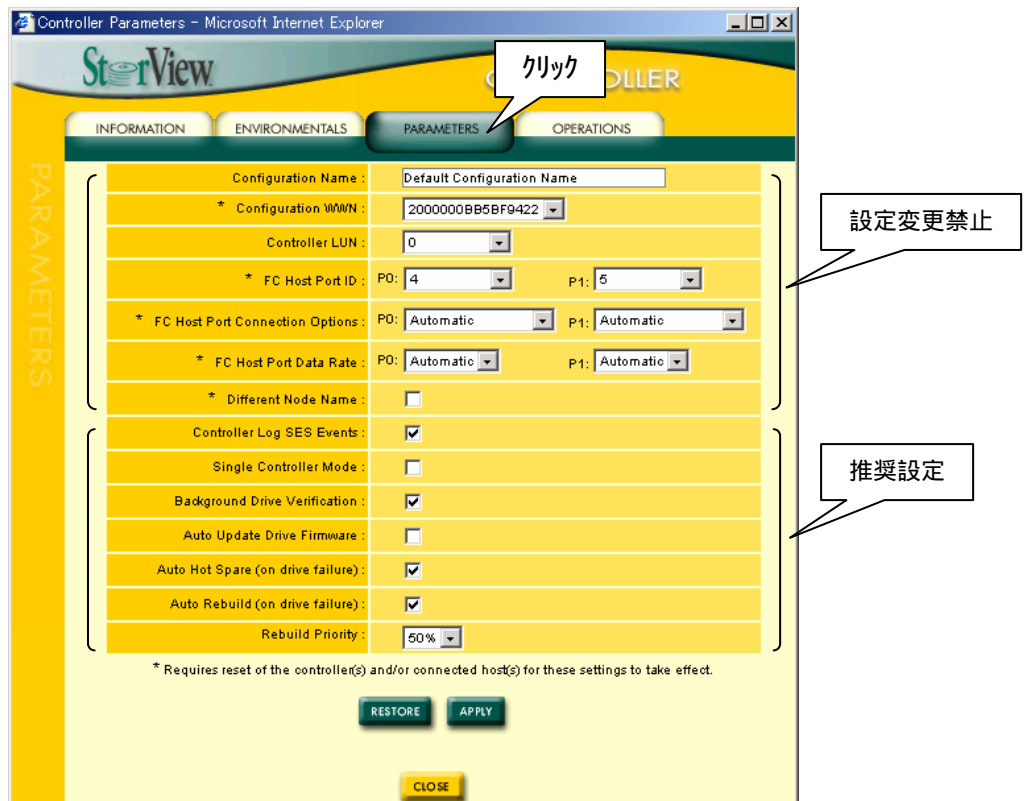 Controller Parameters - Microsoft Internet Explorer
StorView
CONTROLLER
クリック
INFORMATION ENVIRONMENTALS PARAMETERS OPERATIONS
PARAMETERS
Configuration Name : Default Configuration Name
* Configuration WWN : 2000000BB5BF9422
Controller LUN : 0
* FC Host Port ID : P0: 4 P1: 5
* FC Host Port Connection Options : P0: Automatic P1: Automatic
* FC Host Port Data Rate : P0: Automatic P1: Automatic
* Different Node Name :
設定変更禁止
Controller Log SES Events :
Single Controller Mode :
Background Drive Verification :
Auto Update Drive Firmware :
Auto Hot Spare (on drive failure) :
Auto Rebuild (on drive failure) :
Rebuild Priority : 50%
推奨設定
* Requires reset of the controller(s) and/or connected host(s) for these settings to take effect.
RESTORE APPLY
CLOSE